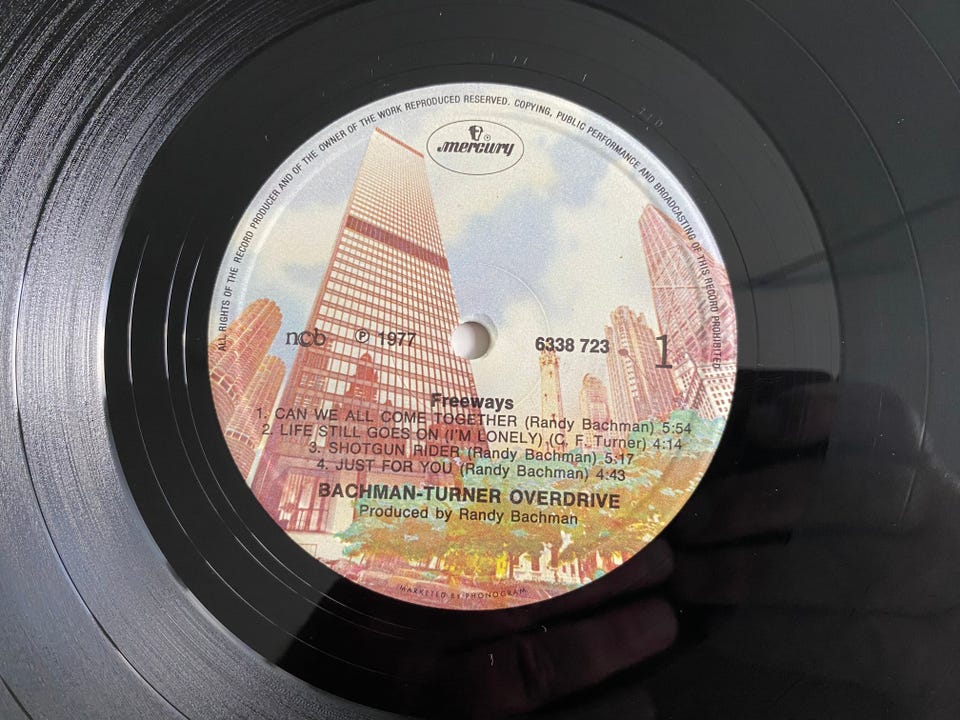 ALL RIGHTS OF THE RECORD PRODUCER AND OF THE OWNER OF THE WORK REPRODUCED RESERVED. COPYING, PUBLIC PERFORMANCE AND BROADCASTING OF THIS RECORD PROHIBITED
mercury ®
ncb ℗ 1977 6338 723 1
Freeways
1. CAN WE ALL COME TOGETHER (Randy Bachman) 5:54
2. LIFE STILL GOES ON (I'M LONELY) (C. F. Turner) 4:14
3. SHOTGUN RIDER (Randy Bachman) 5:17
4. JUST FOR YOU (Randy Bachman) 4:43
BACHMAN-TURNER OVERDRIVE
Produced by Randy Bachman
MARKETED BY PHONOGRAM